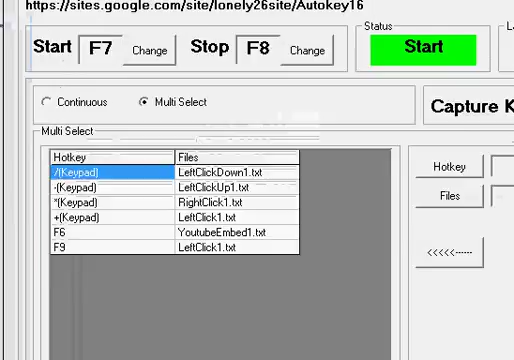 https://sites.google.com/site/lonely26site/Autokey16
Start F7 Change Stop F8 Change
Status
Start
Continuous Multi Select
Capture K
Multi Select
Hotkey Files
/(Keypad) LeftClickDown1.txt
-(Keypad) LeftClickUp1.txt
*(Keypad) RightClick1.txt
+(Keypad) LeftClick1.txt
F6 YoutubeEmbed1.txt
F9 LeftClick1.txt
Hotkey
Files
<<<<<------